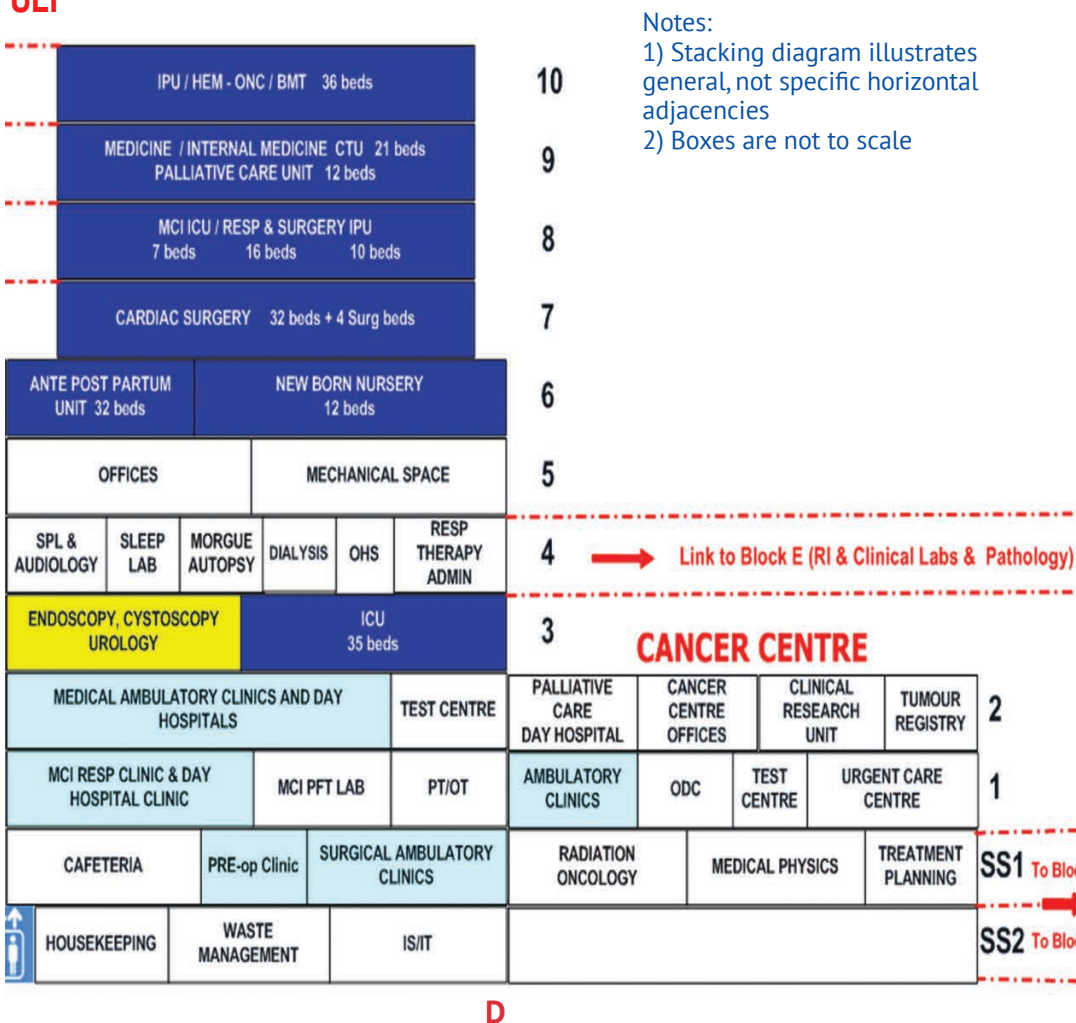 Notes:
1) Stacking diagram illustrates
general, not specific horizontal
adjacencies
2) Boxes are not to scale
IPU / HEM - ONC / BMT 36 beds
10
MEDICINE / INTERNAL MEDICINE CTU 21 beds
PALLIATIVE CARE UNIT 12 beds
9
MCI ICU / RESP & SURGERY IPU
7 beds 16 beds 10 beds
8
CARDIAC SURGERY 32 beds + 4 Surg beds
7
ANTE POST PARTUM
UNIT 32 beds
NEW BORN NURSERY
12 beds
6
OFFICES
MECHANICAL SPACE
5
SPL &
AUDIOLOGY
SLEEP
LAB
MORGUE
AUTOPSY
DIALYSIS
OHS
RESP
THERAPY
ADMIN
4
Link to Block E (RI & Clinical Labs & Pathology)
ENDOSCOPY, CYSTOSCOPY
UROLOGY
ICU
35 beds
3
CANCER CENTRE
MEDICAL AMBULATORY CLINICS AND DAY
HOSPITALS
TEST CENTRE
PALLIATIVE
CARE
DAY HOSPITAL
CANCER
CENTRE
OFFICES
CLINICAL
RESEARCH
UNIT
TUMOUR
REGISTRY
2
MCI RESP CLINIC & DAY
HOSPITAL CLINIC
MCI PFT LAB
PT/OT
AMBULATORY
CLINICS
ODC
TEST
CENTRE
URGENT CARE
CENTRE
1
CAFETERIA
PRE-op Clinic
SURGICAL AMBULATORY
CLINICS
RADIATION
ONCOLOGY
MEDICAL PHYSICS
TREATMENT
PLANNING
SS1 To
HOUSEKEEPING
WASTE
MANAGEMENT
IS/IT
SS2 To
D